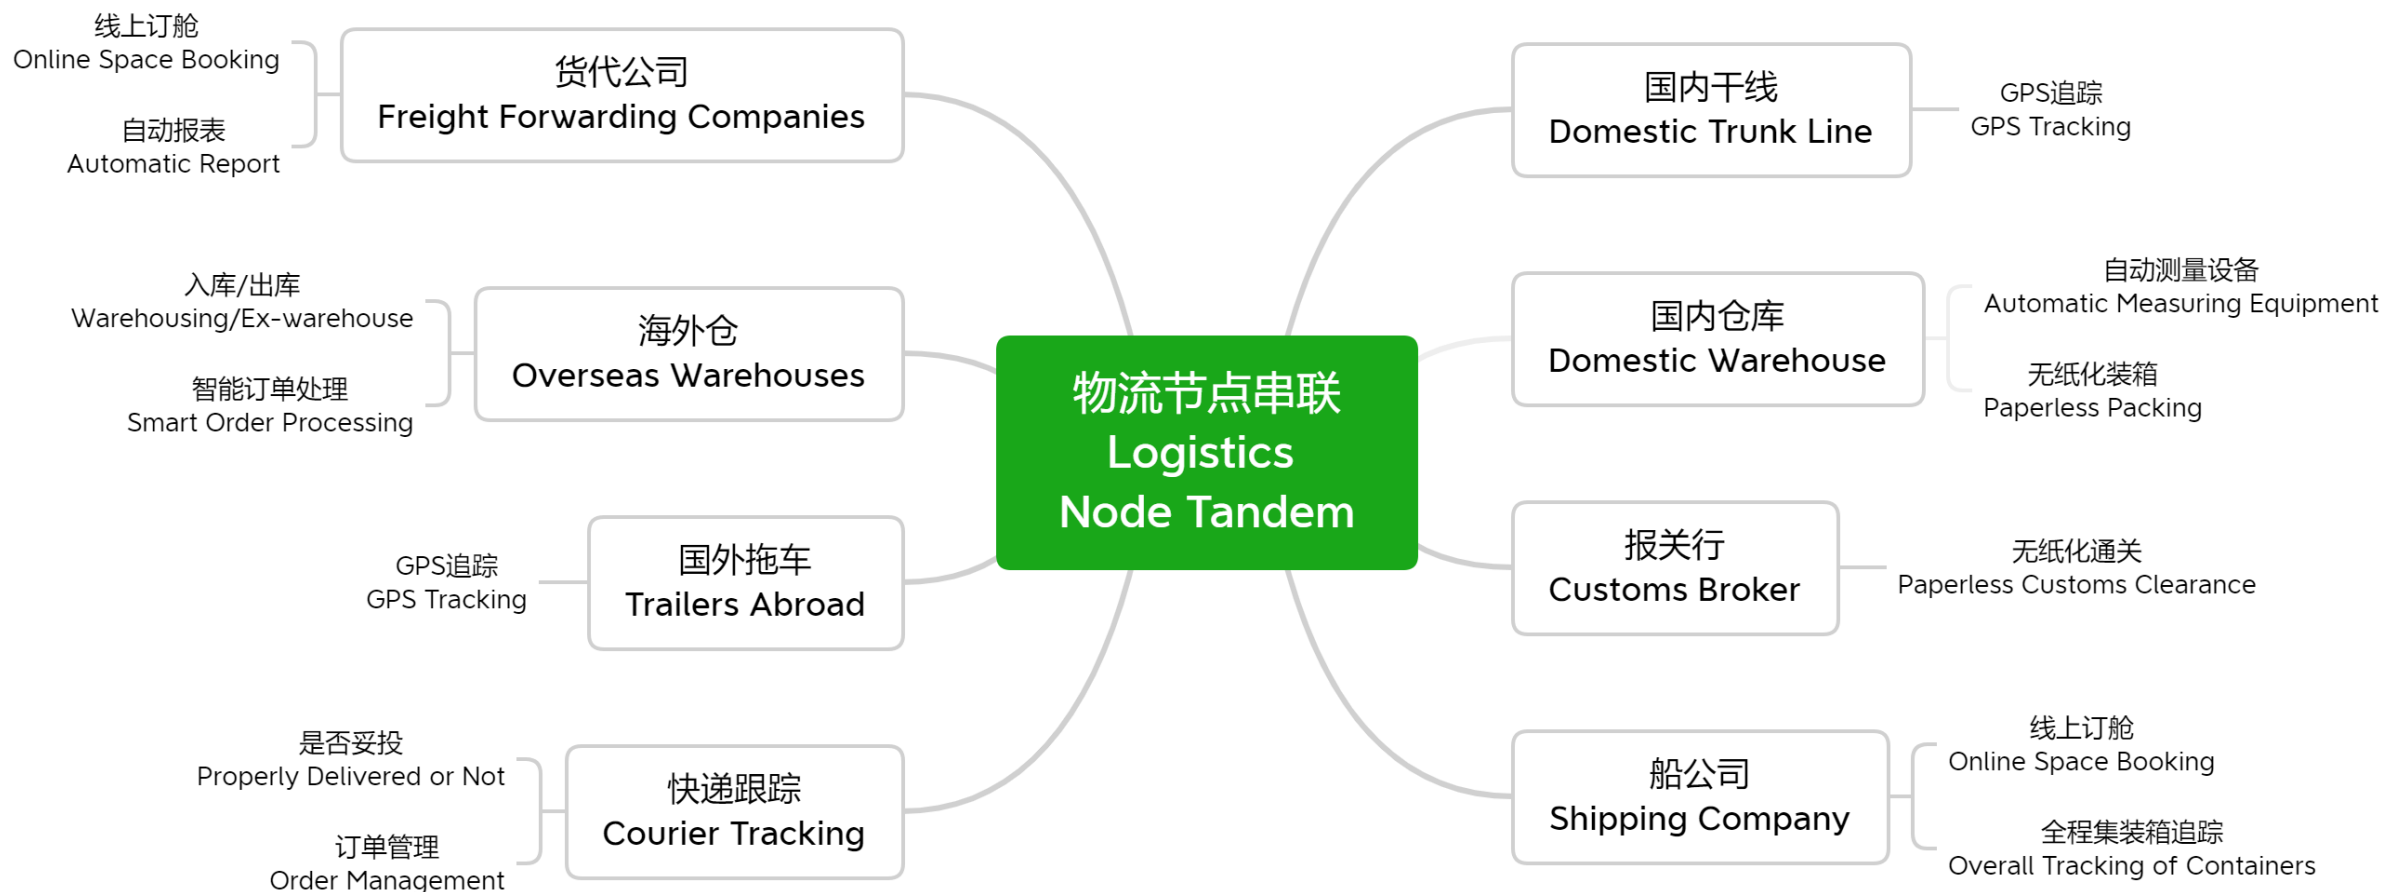 线上订舱
Online Space Booking
自动报表
Automatic Report
货代公司
Freight Forwarding Companies
入库/出库
Warehousing/Ex-warehouse
智能订单处理
Smart Order Processing
海外仓
Overseas Warehouses
GPS追踪
GPS Tracking
国外拖车
Trailers Abroad
是否妥投
Properly Delivered or Not
订单管理
Order Management
快递跟踪
Courier Tracking
物流节点串联
Logistics
Node Tandem
国内干线
Domestic Trunk Line
GPS追踪
GPS Tracking
国内仓库
Domestic Warehouse
自动测量设备
Automatic Measuring Equipment
无纸化装箱
Paperless Packing
报关行
Customs Broker
无纸化通关
Paperless Customs Clearance
船公司
Shipping Company
线上订舱
Online Space Booking
全程集装箱追踪
Overall Tracking of Containers